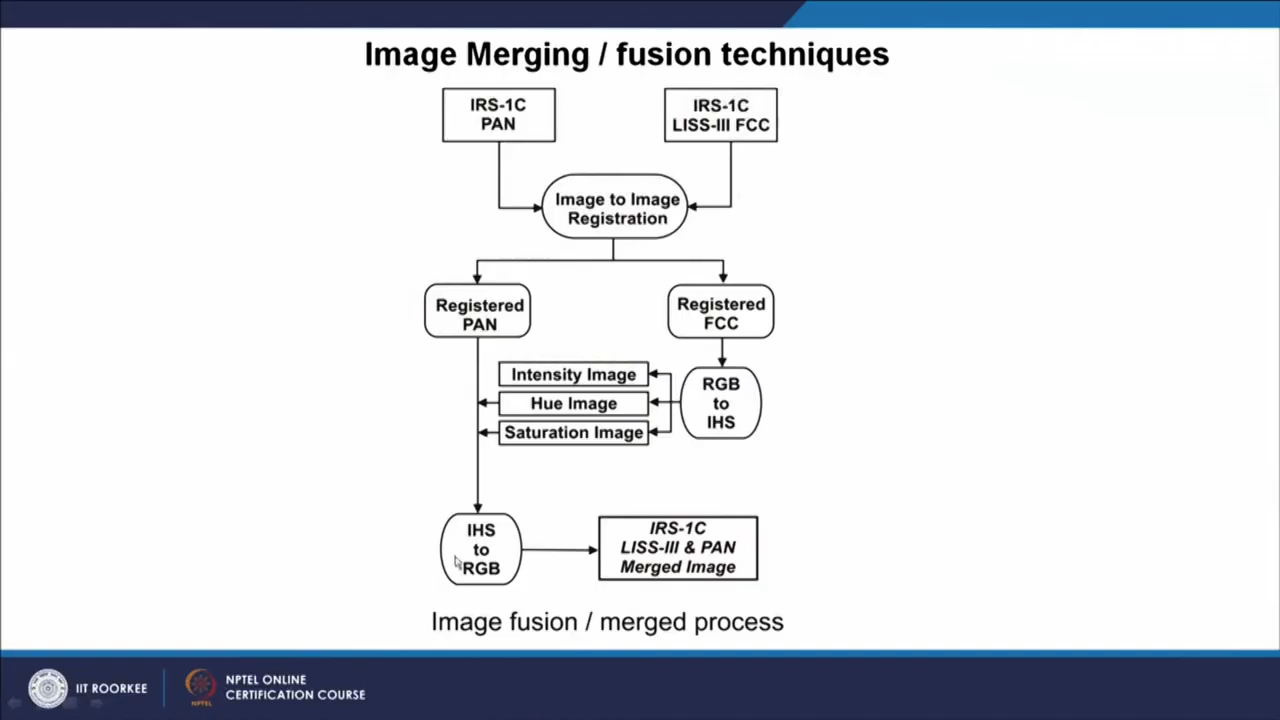 Image Merging / fusion techniques
IRS-1C
PAN
IRS-1C
LISS-III FCC
Image to Image
Registration
Registered
PAN
Registered
FCC
Intensity Image
Hue Image
Saturation Image
RGB
to
IHS
IHS
to
RGB
IRS-1C
LISS-III & PAN
Merged Image
Image fusion / merged process
IIT ROORKEE
NPTEL
NPTEL ONLINE
CERTIFICATION COURSE